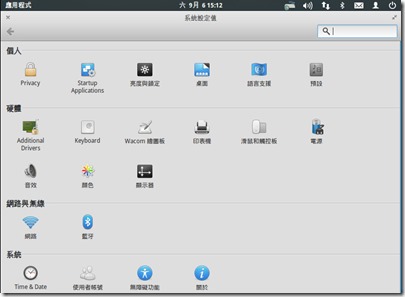 應用程式 六 9月 6 15:12
系統設定值
個人
Privacy Startup Applications 亮度與鎖定 桌面 語言支援 預設
硬體
Additional Drivers Keyboard Wacom 繪圖板 印表機 滑鼠和觸控板 電源
音效 顏色 顯示器
網路與無線
網路 藍牙
系統
Time & Date 使用者帳號 無障礙功能 關於